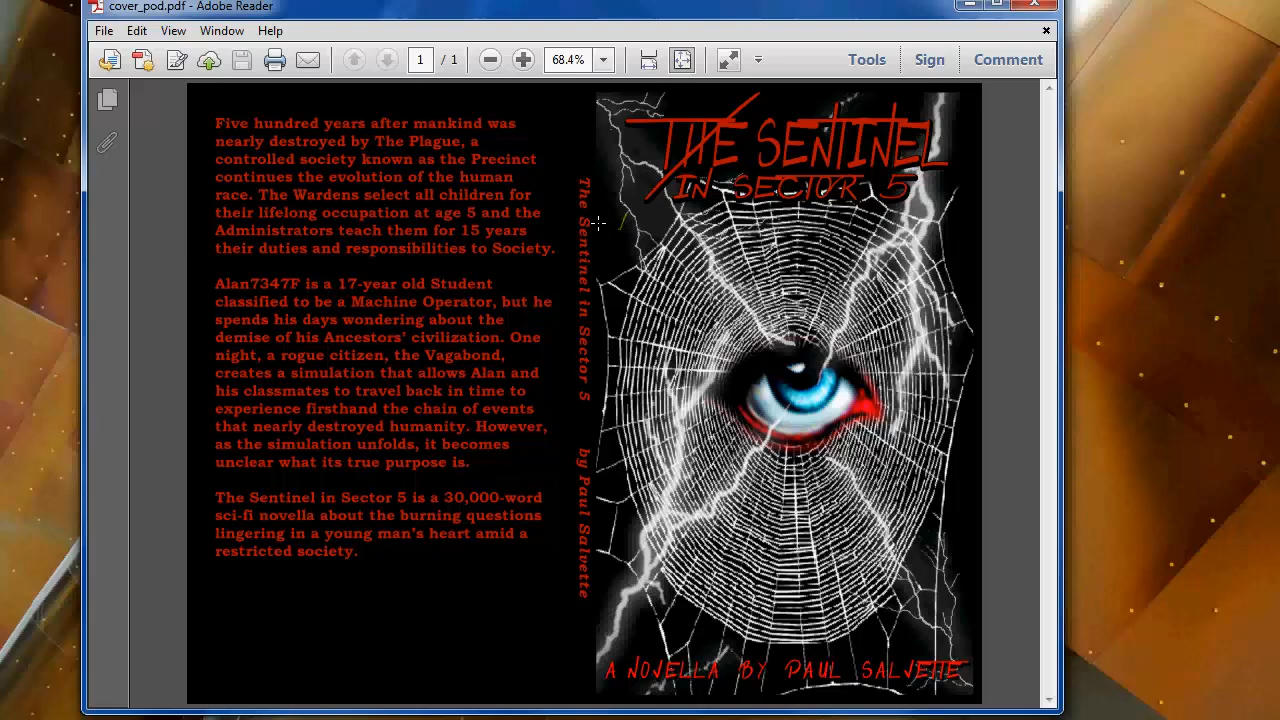 cover_pod.pdf - Adobe Reader
File Edit View Window Help
1 / 1 68.4% Tools Sign Comment
Five hundred years after mankind was
nearly destroyed by The Plague, a
controlled society known as the Precinct
continues the evolution of the human
race. The Wardens select all children for
their lifelong occupation at age 5 and the
Administrators teach them for 15 years
their duties and responsibilities to Society.
Alan7347F is a 17-year old Student
classified to be a Machine Operator, but he
spends his days wondering about the
demise of his Ancestors' civilization. One
night, a rogue citizen, the Vagabond,
creates a simulation that allows Alan and
his classmates to travel back in time to
experience firsthand the chain of events
that nearly destroyed humanity. However,
as the simulation unfolds, it becomes
unclear what its true purpose is.
The Sentinel in Sector 5 is a 30,000-word
sci-fi novella about the burning questions
lingering in a young man's heart amid a
restricted society.
The Sentinel in Sector 5 by Paul Salvette
THE SENTINEL
IN SECTOR 5
A NOVELLA BY PAUL SALVETTE